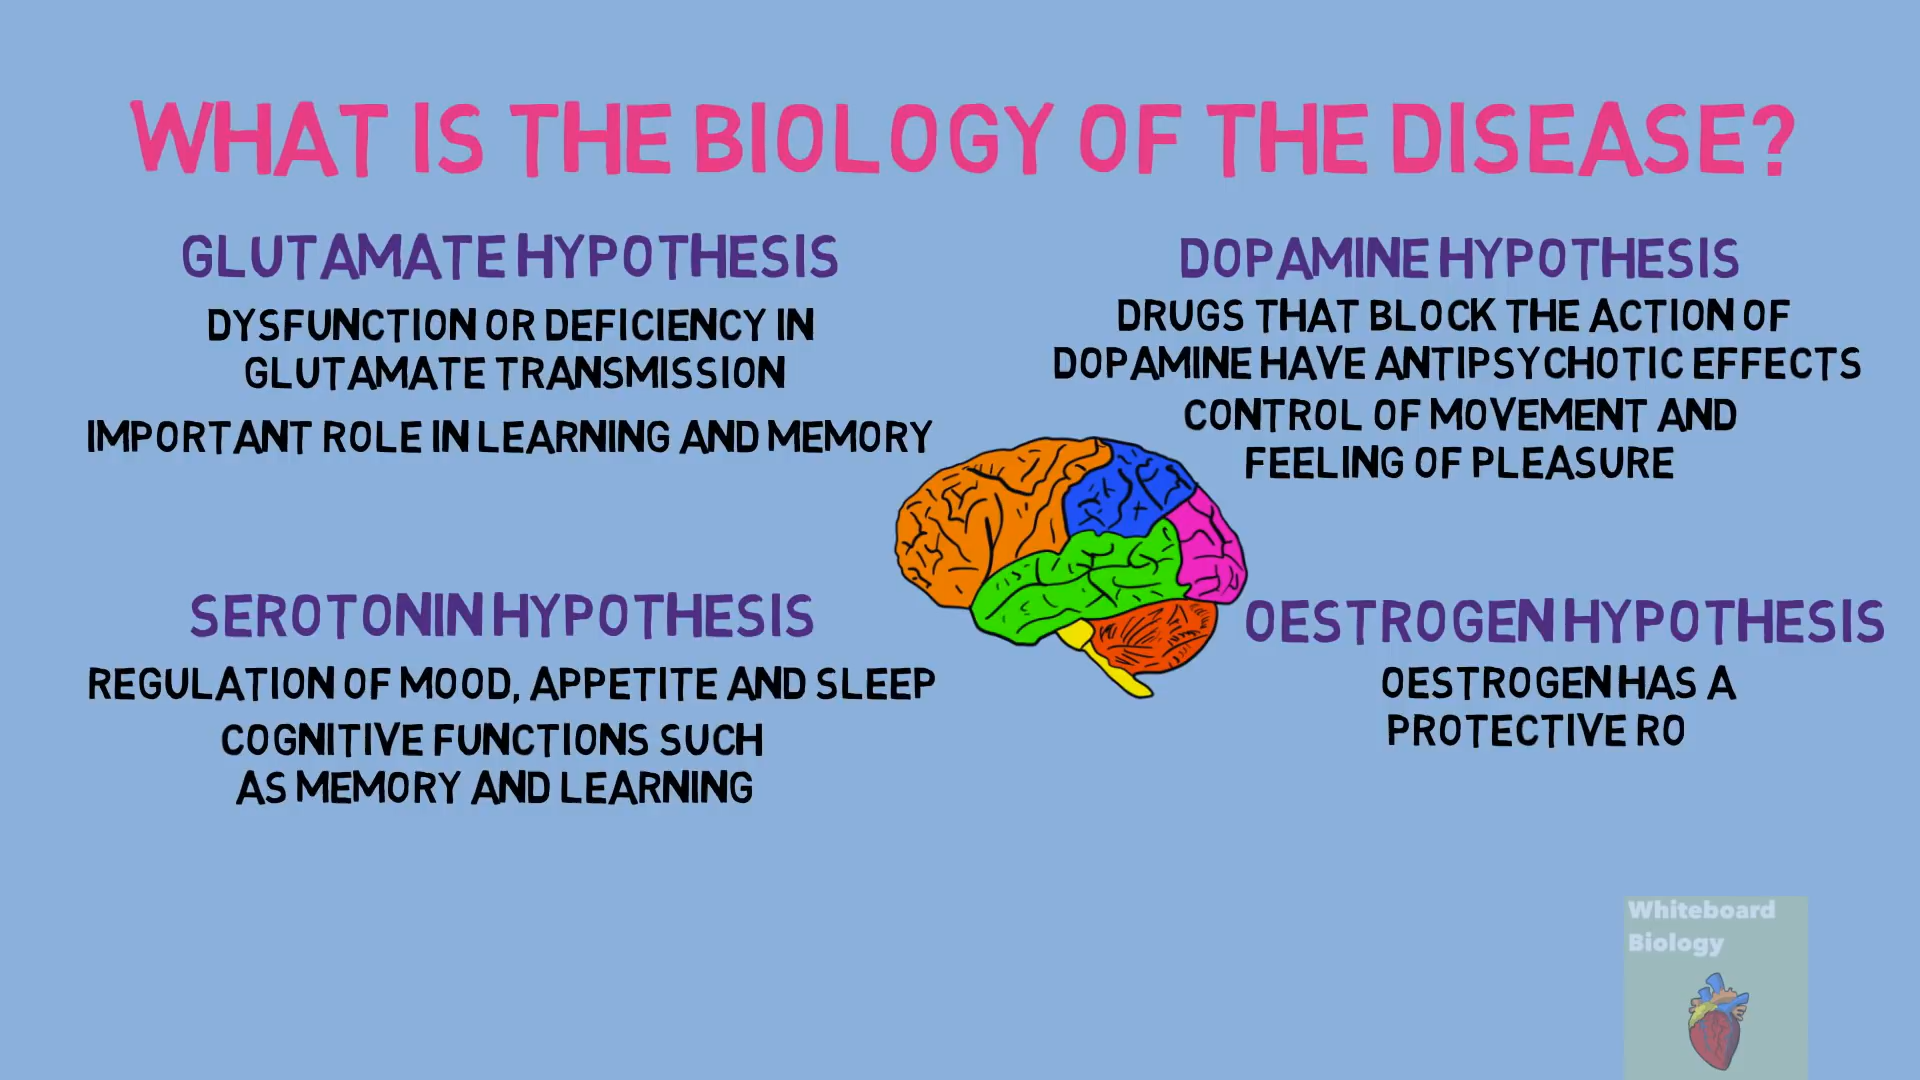 WHAT IS THE BIOLOGY OF THE DISEASE?
GLUTAMATE HYPOTHESIS
DYSFUNCTION OR DEFICIENCY IN
GLUTAMATE TRANSMISSION
IMPORTANT ROLE IN LEARNING AND MEMORY
DOPAMINE HYPOTHESIS
DRUGS THAT BLOCK THE ACTION OF
DOPAMINE HAVE ANTIPSYCHOTIC EFFECTS
CONTROL OF MOVEMENT AND
FEELING OF PLEASURE
SEROTONIN HYPOTHESIS
REGULATION OF MOOD, APPETITE AND SLEEP
COGNITIVE FUNCTIONS SUCH
AS MEMORY AND LEARNING
OESTROGEN HYPOTHESIS
OESTROGEN HAS A
PROTECTIVE RO
Whiteboard
Biology